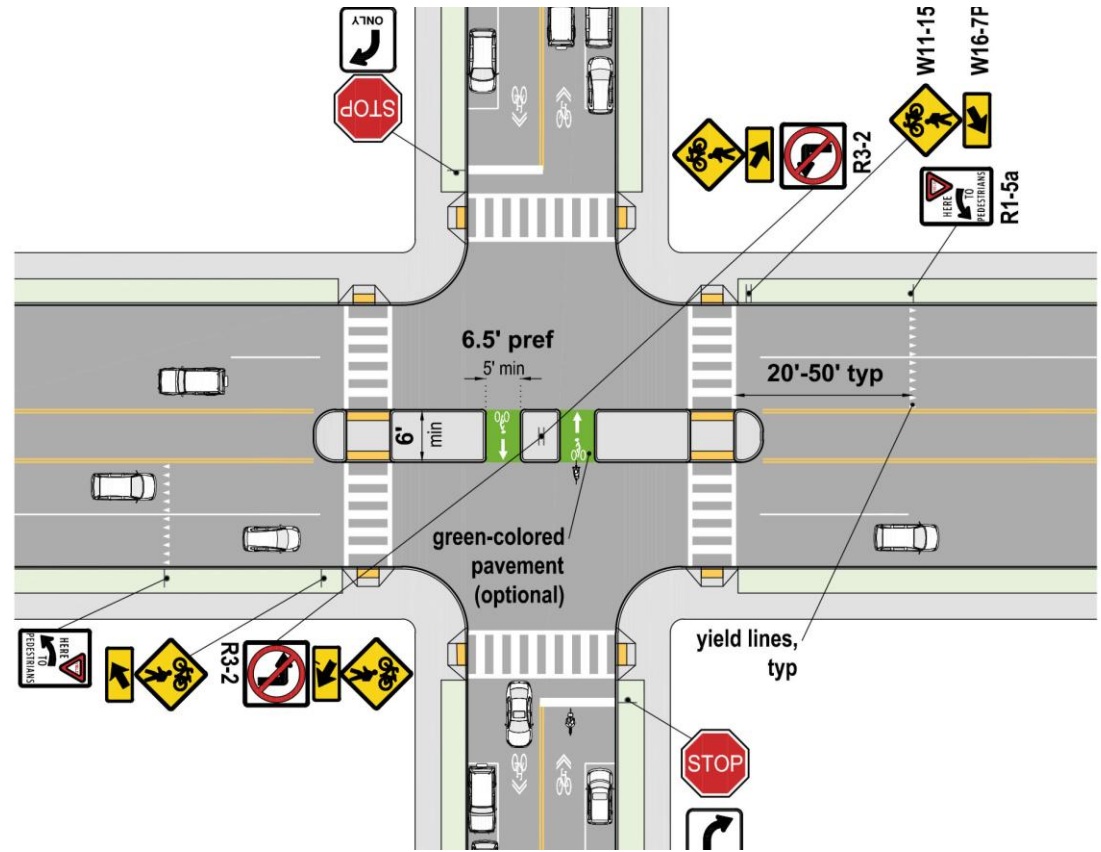 ONLY
STOP
W11-15
W16-7P
R3-2
HERE
TO
PEDESTRIANS
R1-5a
6.5' pref
5' min
20'-50' typ
6'
min
green-colored
pavement
(optional)
yield lines,
typ
HERE
TO
PEDESTRIANS
R3-2
STOP